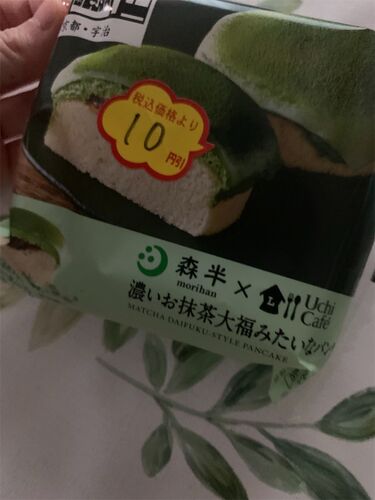 京都・宇治
税込価格より
10
円引
森半
morihan
×
L
Uchi
Café
濃いお抹茶大福みたいなパン
MATCHA DAIFUKU-STYLE PANCAKE